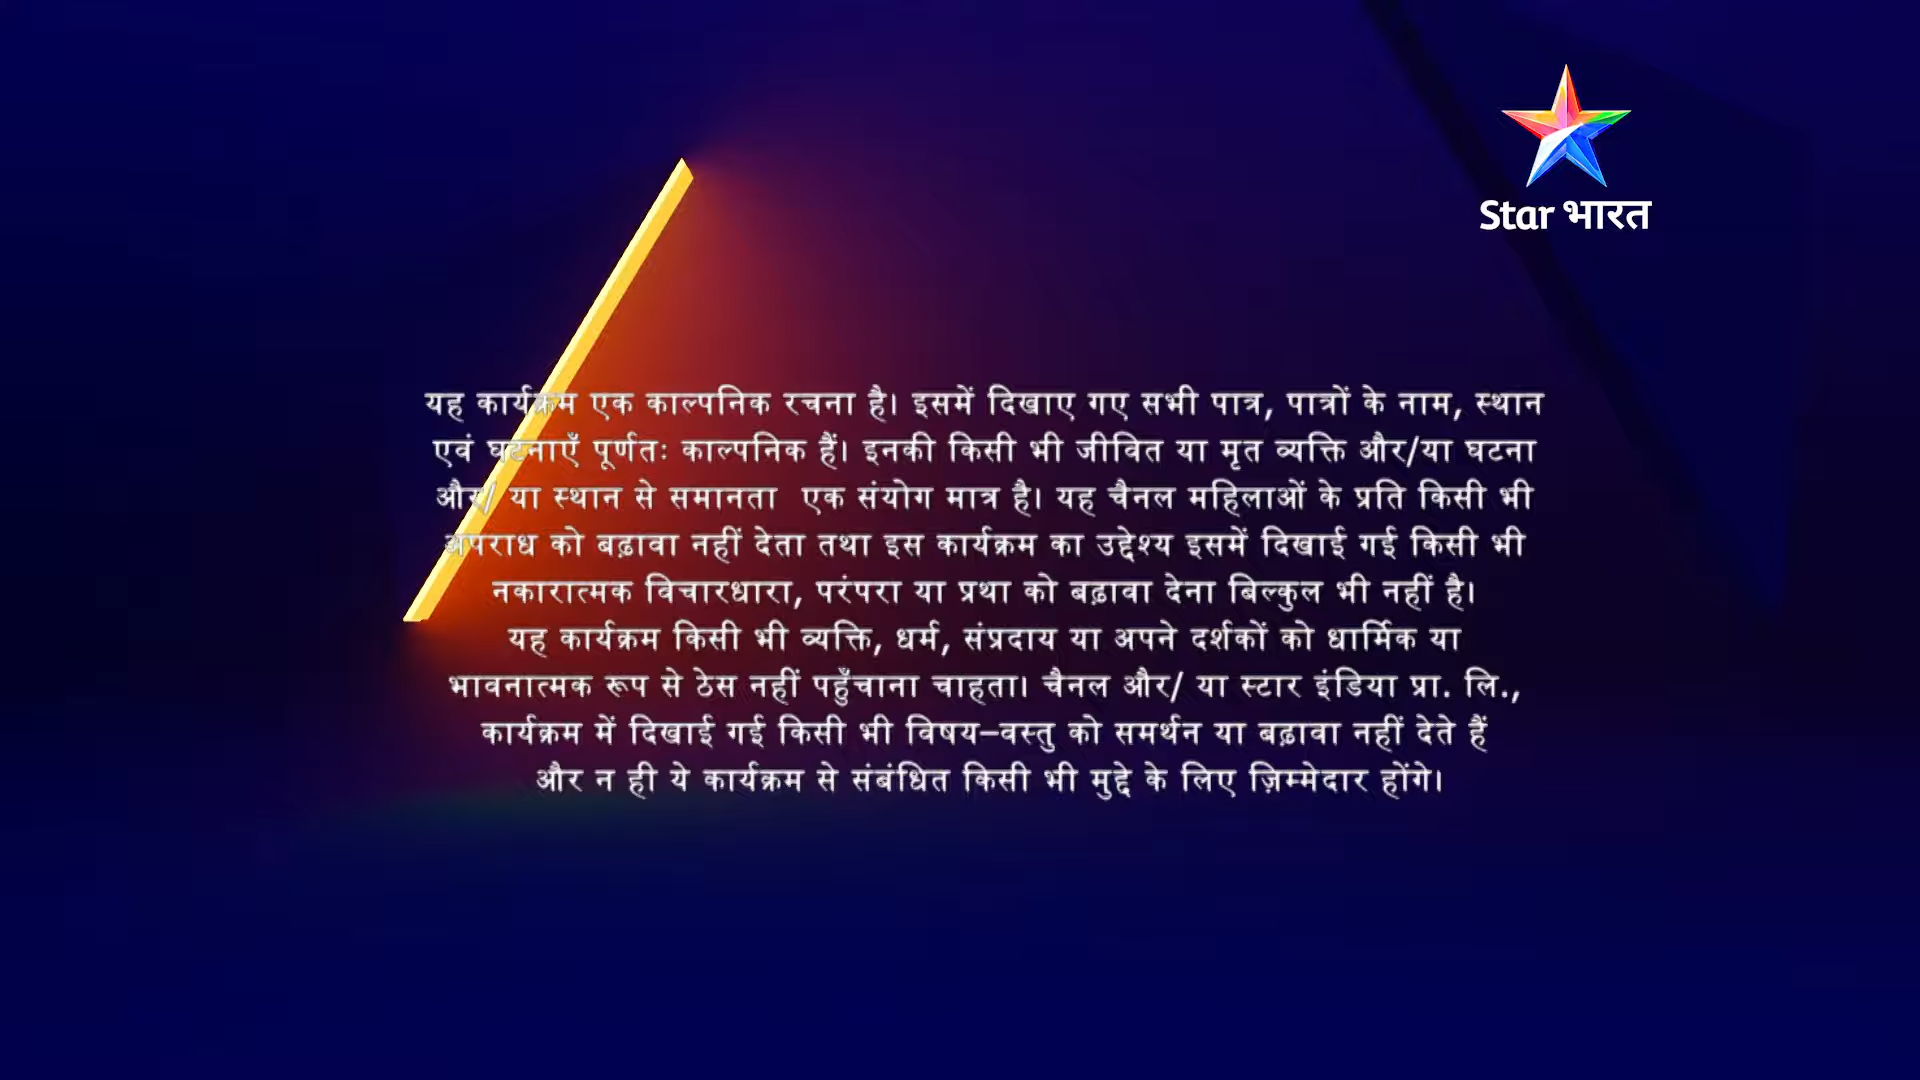 Star भारत
यह कार्यक्रम एक काल्पनिक रचना है। इसमें दिखाए गए सभी पात्र, पात्रों के नाम, स्थान
एवं घटनाएँ पूर्णतः काल्पनिक हैं। इनकी किसी भी जीवित या मृत व्यक्ति और/या घटना
और/ या स्थान से समानता एक संयोग मात्र है। यह चैनल महिलाओं के प्रति किसी भी
अपराध को बढ़ावा नहीं देता तथा इस कार्यक्रम का उद्देश्य इसमें दिखाई गई किसी भी
नकारात्मक विचारधारा, परंपरा या प्रथा को बढ़ावा देना बिल्कुल भी नहीं है।
यह कार्यक्रम किसी भी व्यक्ति, धर्म, संप्रदाय या अपने दर्शकों को धार्मिक या
भावनात्मक रूप से ठेस नहीं पहुँचाना चाहता। चैनल और/ या स्टार इंडिया प्रा. लि.,
कार्यक्रम में दिखाई गई किसी भी विषय–वस्तु को समर्थन या बढ़ावा नहीं देते हैं
और न ही ये कार्यक्रम से संबंधित किसी भी मुद्दे के लिए ज़िम्मेदार होंगे।